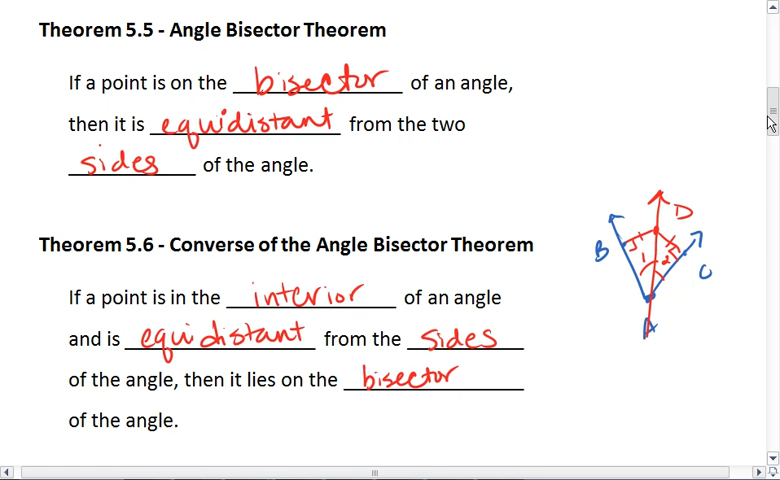 Theorem 5.5 - Angle Bisector Theorem
If a point is on the bisector of an angle,
then it is equidistant from the two
sides of the angle.
D
B
1 2
C
Theorem 5.6 - Converse of the Angle Bisector Theorem
If a point is in the interior of an angle
and is equidistant from the sides
A
of the angle, then it lies on the bisector
of the angle.